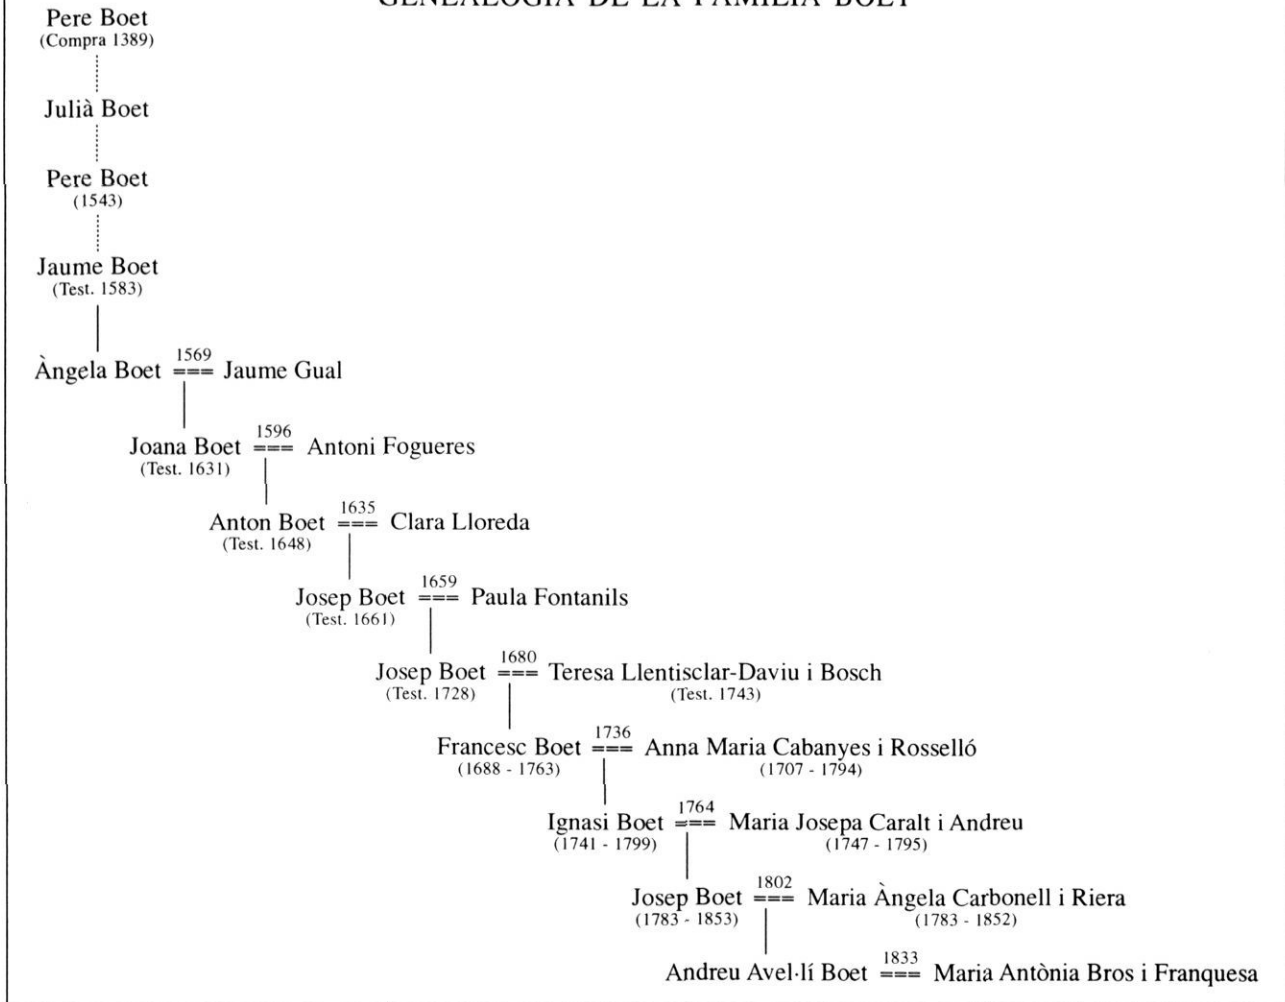 GENEALOGIA DE LA FAMÍLIA BOET
Pere Boet
(Compra 1389)
Julià Boet
Pere Boet
(1543)
Jaume Boet
(Test. 1583)
1569
Àngela Boet === Jaume Gual
1596
Joana Boet === Antoni Fogueres
(Test. 1631)
1635
Anton Boet === Clara Lloreda
(Test. 1648)
1659
Josep Boet === Paula Fontanils
(Test. 1661)
1680
Josep Boet === Teresa Llentisclar-Daviu i Bosch
(Test. 1728) (Test. 1743)
1736
Francesc Boet === Anna Maria Cabanyes i Rosselló
(1688 - 1763) (1707 - 1794)
1764
Ignasi Boet === Maria Josepa Caralt i Andreu
(1741 - 1799) (1747 - 1795)
1802
Josep Boet === Maria Àngela Carbonell i Riera
(1783 - 1853) (1783 - 1852)
1833
Andreu Avel·lí Boet === Maria Antònia Bros i Franquesa